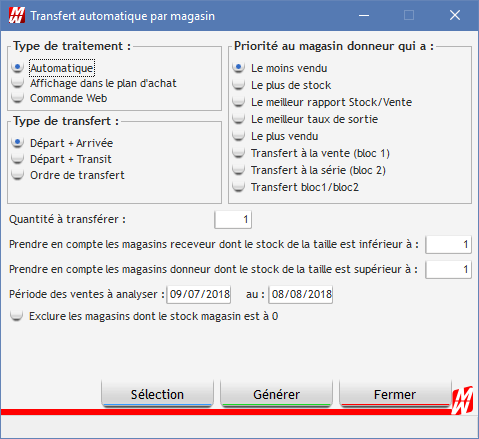 Transfert automatique par magasin
Type de traitement :
Automatique
Affichage dans le plan d'achat
Commande Web
Type de transfert :
Départ + Arrivée
Départ + Transit
Ordre de transfert
Priorité au magasin donneur qui a :
Le moins vendu
Le plus de stock
Le meilleur rapport Stock/Vente
Le meilleur taux de sortie
Le plus vendu
Transfert à la vente (bloc 1)
Transfert à la série (bloc 2)
Transfert bloc1/bloc2
Quantité à transférer : 1
Prendre en compte les magasins receveur dont le stock de la taille est inférieur à : 1
Prendre en compte les magasins donneur dont le stock de la taille est supérieur à : 1
Période des ventes à analyser : 09/07/2018 au : 08/08/2018
Exclure les magasins dont le stock magasin est à 0
Sélection Générer Fermer